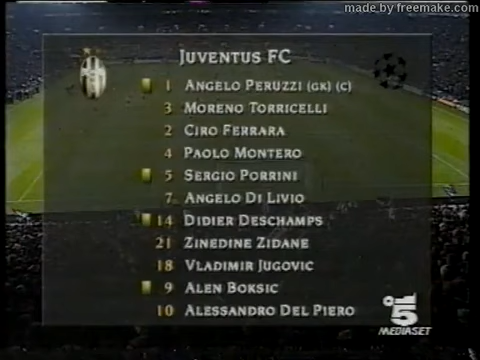 made by freemake.com
JUVENTUS FC
1 ANGELO PERUZZI (GK) (C)
3 MORENO TORRICELLI
2 CIRO FERRARA
4 PAOLO MONTERO
5 SERGIO PORRINI
7 ANGELO DI LIVIO
14 DIDIER DESCHAMPS
21 ZINEDINE ZIDANE
18 VLADIMIR JUGOVIC
9 ALEN BOKSIC
10 ALESSANDRO DEL PIERO
5
MEDIASET